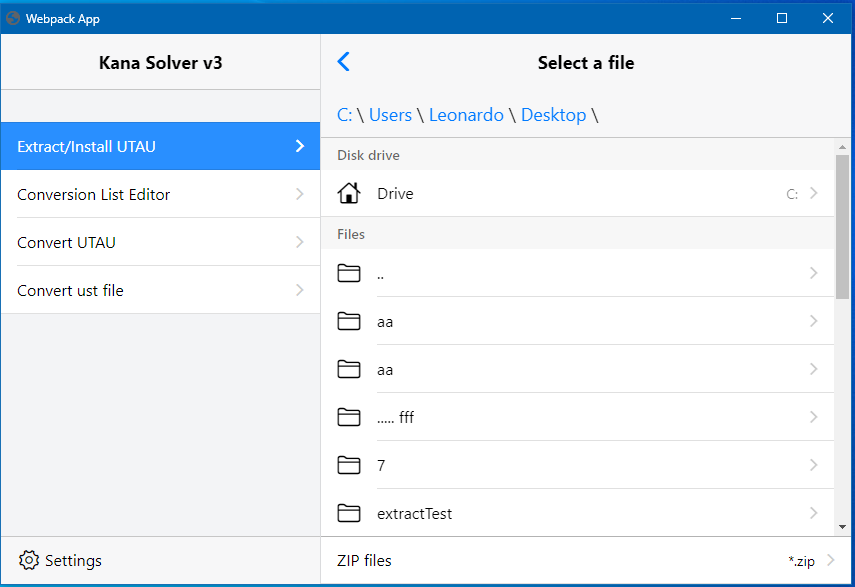 Webpack App
Kana Solver v3
Extract/Install UTAU
Conversion List Editor
Convert UTAU
Convert ust file
Settings
Select a file
C: \ Users \ Leonardo \ Desktop \
Disk drive
Drive C:
Files
..
aa
aa
..... fff
7
extractTest
ZIP files *.zip